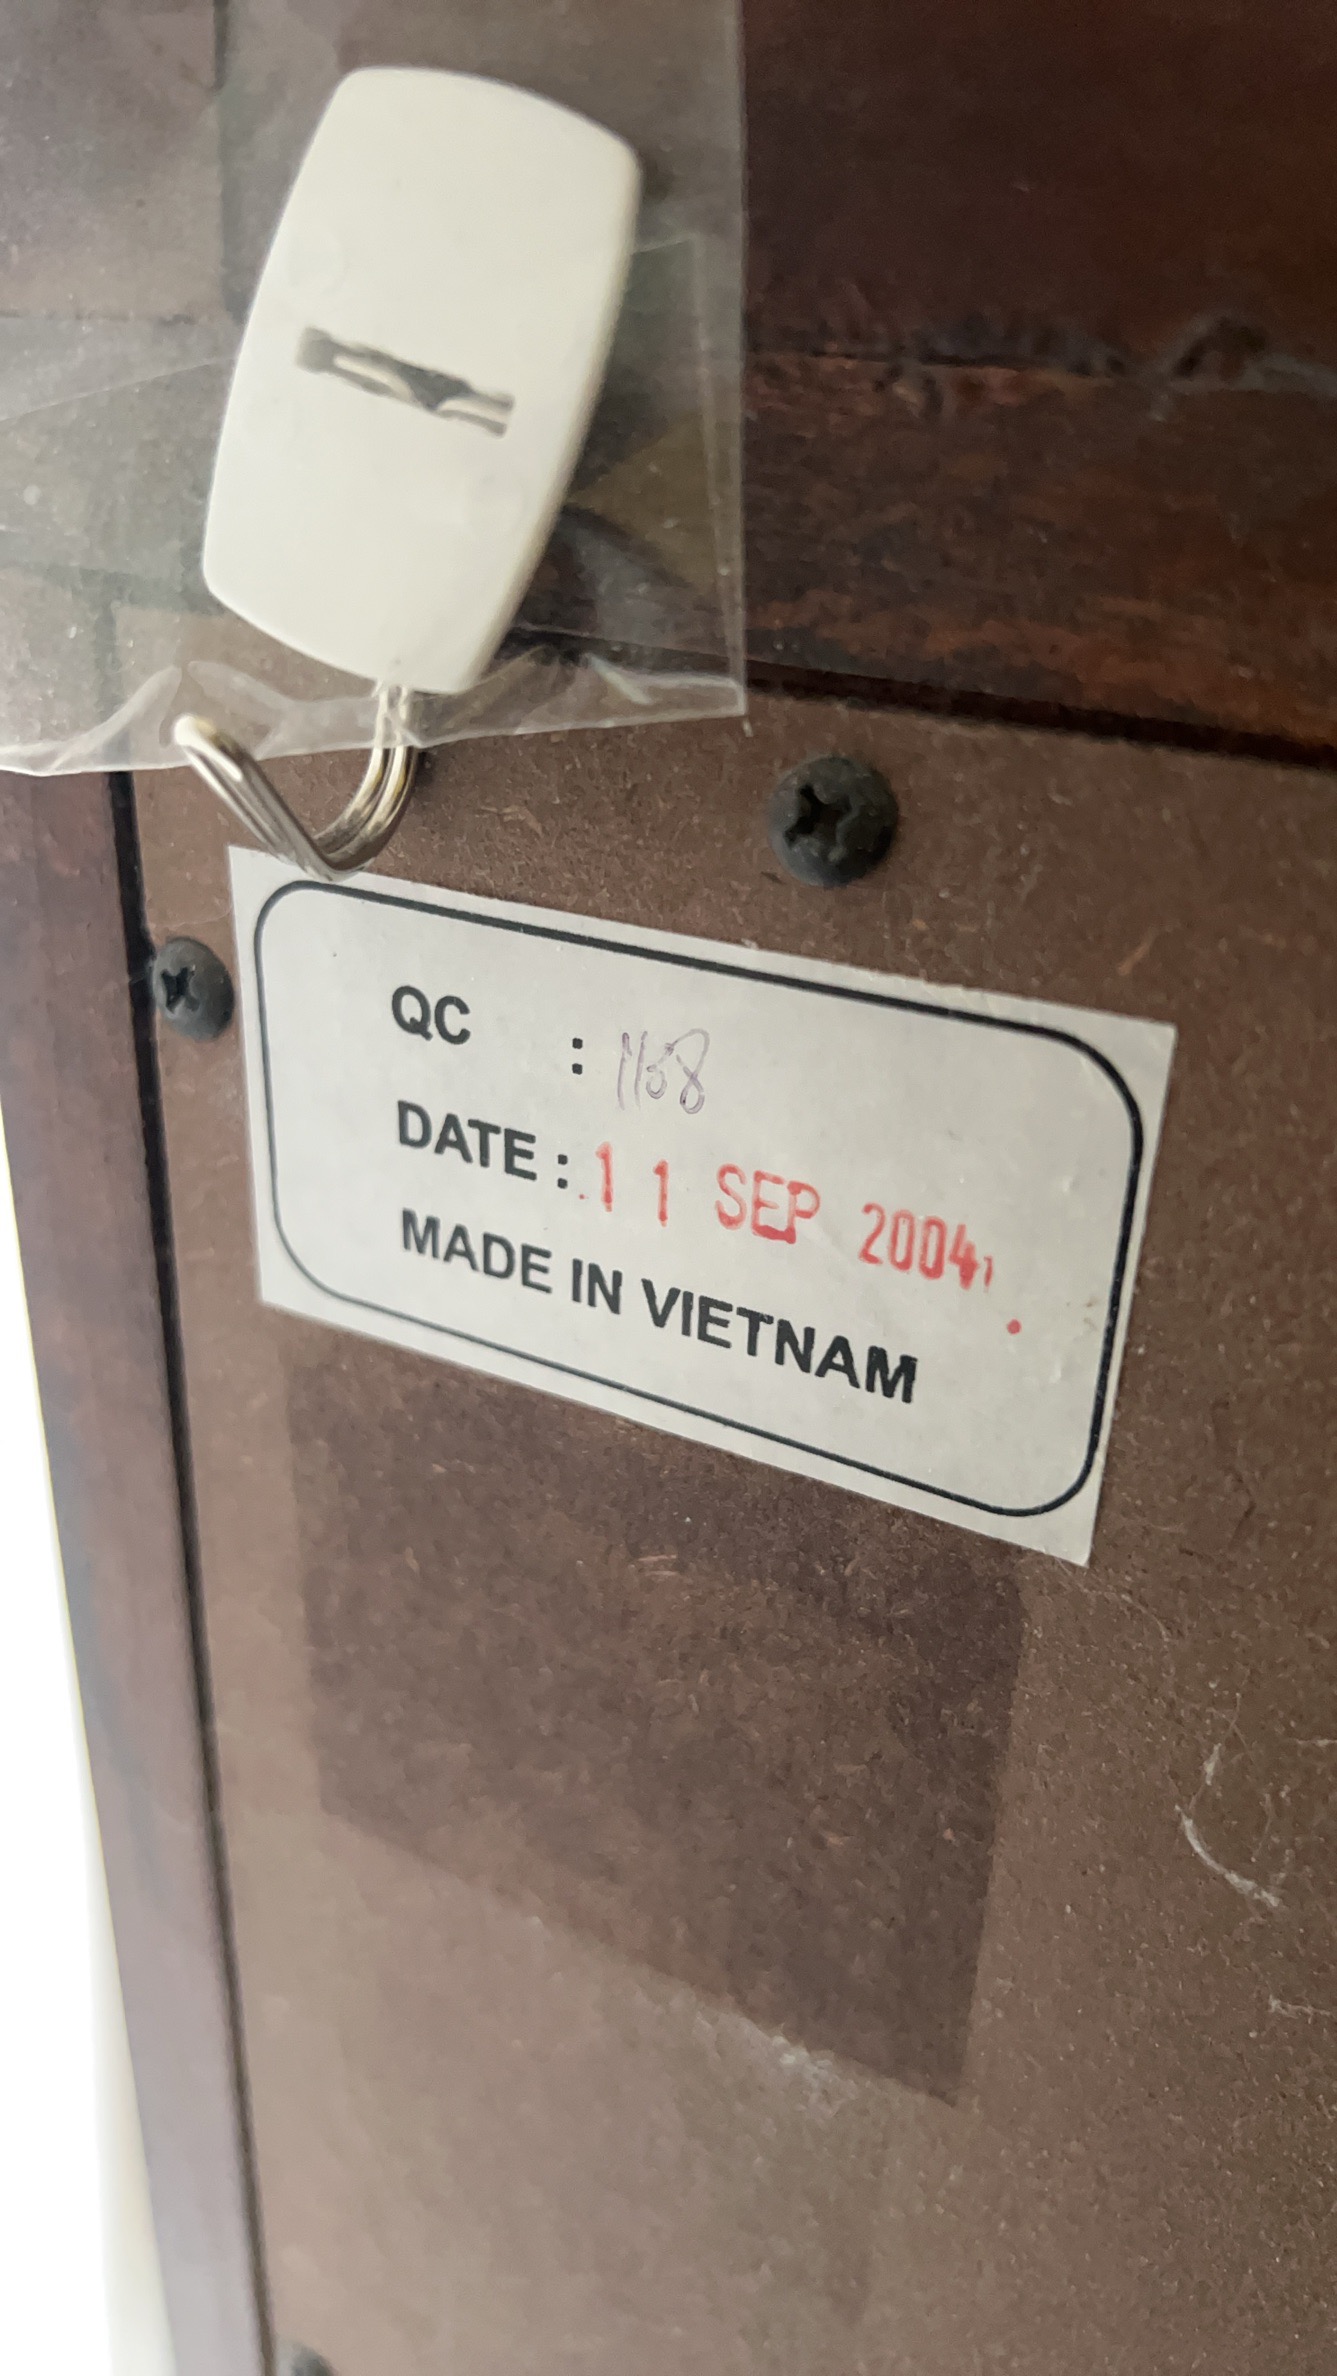 QC : 1158
DATE : 11 SEP 2004
MADE IN VIETNAM